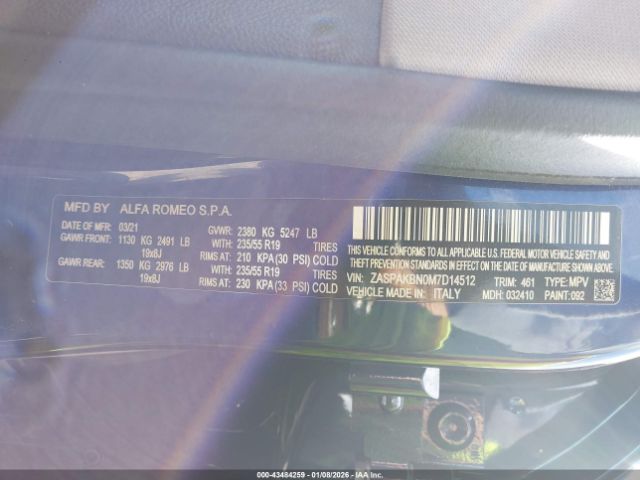 MFD BY ALFA ROMEO S.P.A.
DATE OF MFD: 03/21 GVWR: 2380 KG 5247 LB
GAWR FRONT: 1130 KG 2491 LB WITH: 235/55 R19 TIRES
19x8J RIMS AT: 210 KPA(30 PSI) COLD
GAWR REAR: 1350 KG 2976 LB WITH: 235/55 R19 TIRES
19x8J RIMS AT: 230 KPA(33 PSI) COLD
THIS VEHICLE CONFORMS TO ALL APPLICABLE
FEDERAL MOTOR VEHICLE SAFETY AND
THEFT PREVENTION STANDARDS IN EFFECT ON THE DATE OF
MANUFACTURE SHOWN ABOVE.
VIN: ZASPAKBN0M7D14512 TRIM: 461 TYPE: MPV
VEHICLE MADE IN: ITALY MDH: 032410 PAINT: 092
000-43484259 - 01/08/2026 - IAA Inc.